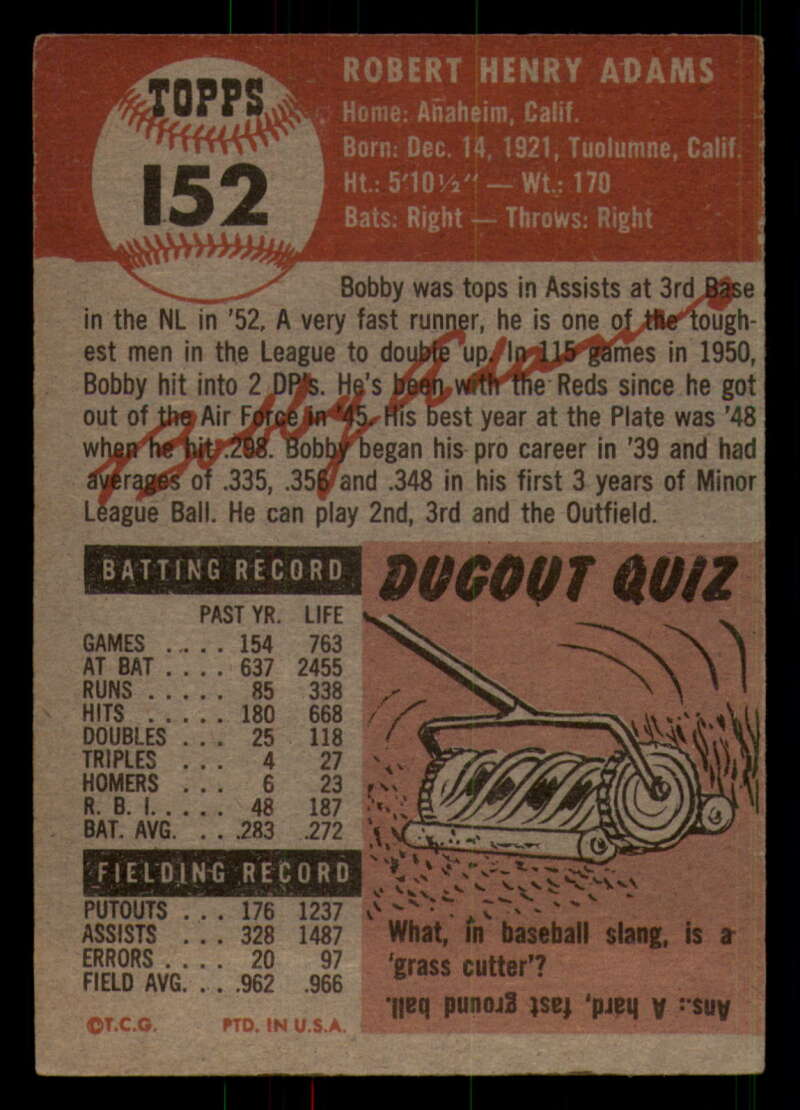 TOPPS
152
ROBERT HENRY ADAMS
Home: Anaheim, Calif.
Born: Dec. 14, 1921, Tuolumne, Calif.
Ht.: 5'10½" — Wt.: 170
Bats: Right — Throws: Right
Bobby was tops in Assists at 3rd Base
in the NL in '52. A very fast runner, he is one of the tough-
est men in the League to double up. In 115 games in 1950,
Bobby hit into 2 DP's. He's been with the Reds since he got
out of the Air Force in '45. His best year at the Plate was '48
when he hit .298. Bobby began his pro career in '39 and had
averages of .335, .356 and .348 in his first 3 years of Minor
League Ball. He can play 2nd, 3rd and the Outfield.
BATTING RECORD
PAST YR. LIFE
GAMES ..... 154 763
AT BAT .... 637 2455
RUNS ..... 85 338
HITS ..... 180 668
DOUBLES ... 25 118
TRIPLES ... 4 27
HOMERS ... 6 23
R. B. I. .... 48 187
BAT. AVG. ... .283 .272
FIELDING RECORD
PUTOUTS ... 176 1237
ASSISTS ... 328 1487
ERRORS .... 20 97
FIELD AVG. ... .962 .966
©T.C.G. PTD. IN U.S.A.
DUGOUT QUIZ
What, in baseball slang, is a
'grass cutter'?
Ans.: A hard, fast ground ball.